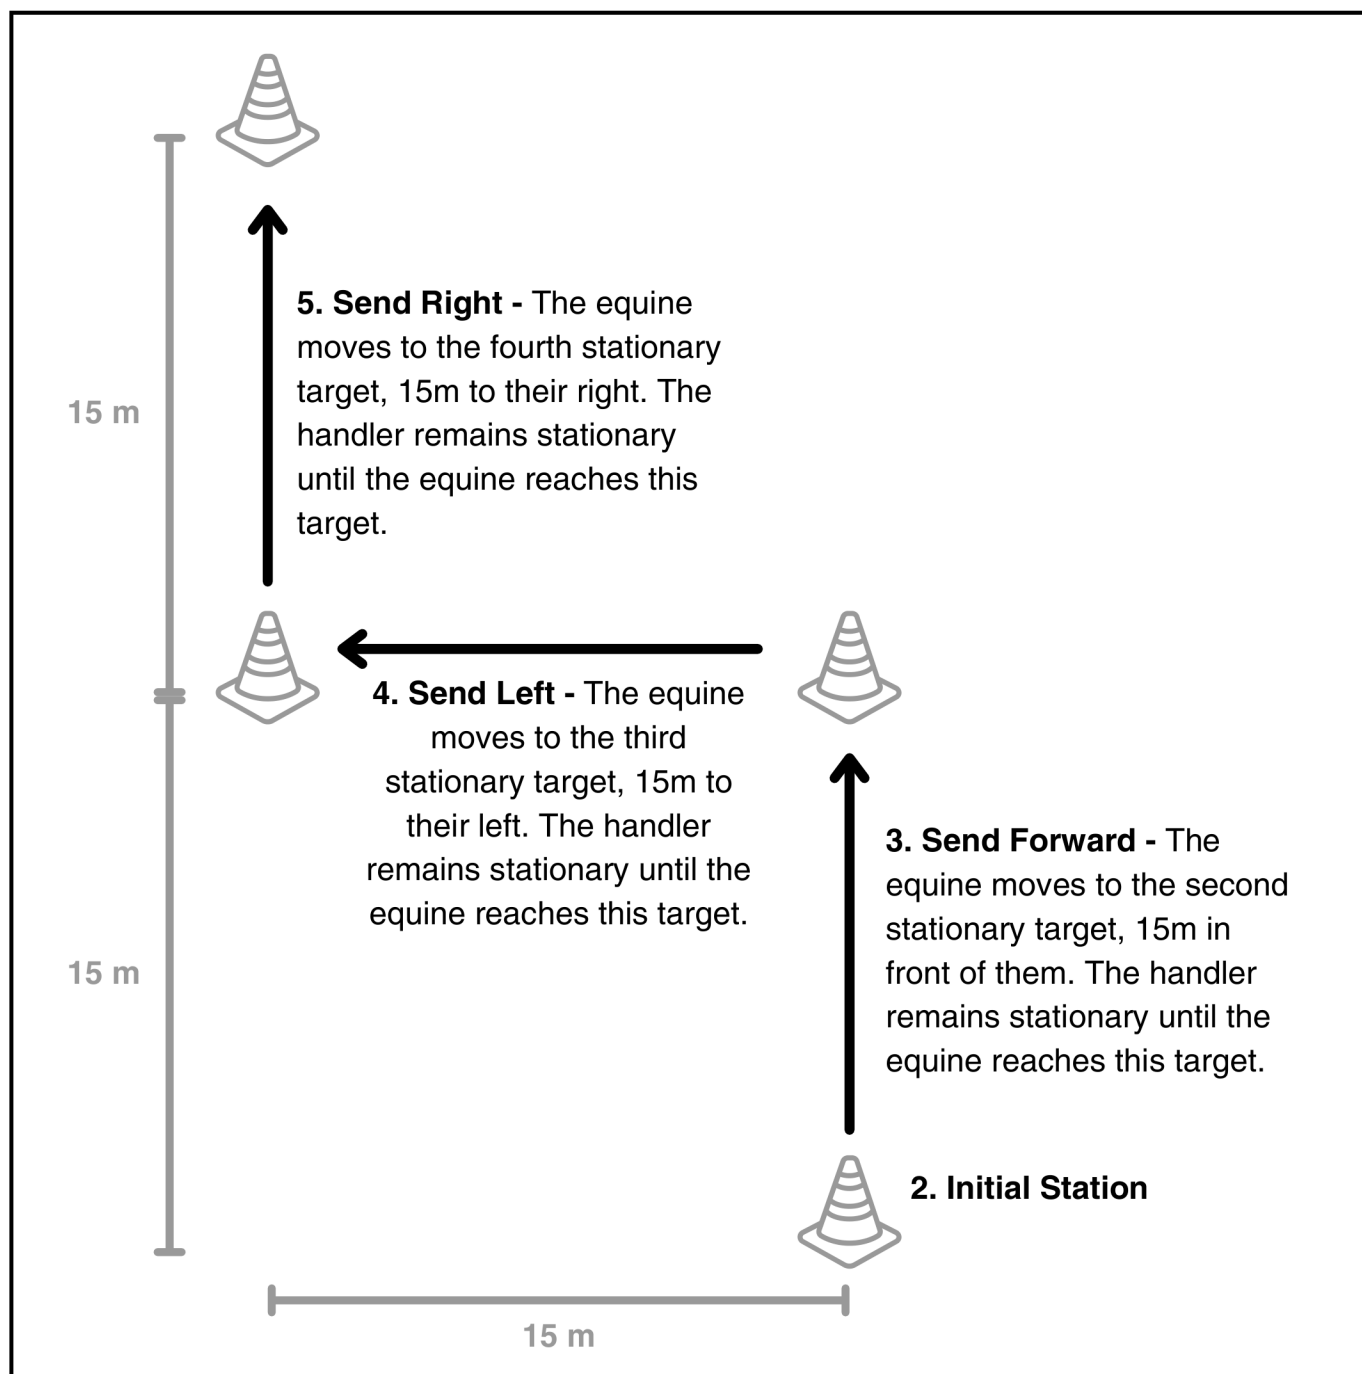 5. Send Right - The equine
moves to the fourth stationary
target, 15m to their right. The
handler remains stationary
until the equine reaches this
target.
15 m
4. Send Left - The equine
moves to the third
stationary target, 15m to
their left. The handler
remains stationary until the
equine reaches this target.
3. Send Forward - The
equine moves to the second
stationary target, 15m in
front of them. The handler
remains stationary until the
equine reaches this target.
15 m
2. Initial Station
15 m